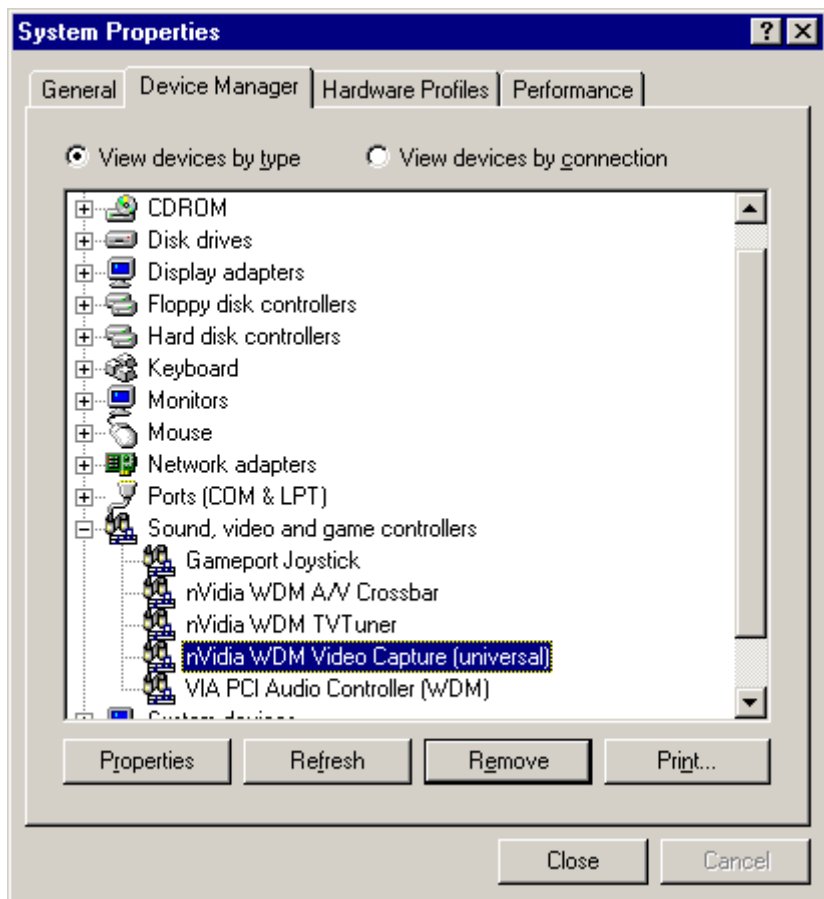 System Properties
General Device Manager Hardware Profiles Performance
View devices by type View devices by connection
CDROM
Disk drives
Display adapters
Floppy disk controllers
Hard disk controllers
Keyboard
Monitors
Mouse
Network adapters
Ports (COM & LPT)
Sound, video and game controllers
Gameport Joystick
nVidia WDM A/V Crossbar
nVidia WDM TVTuner
nVidia WDM Video Capture (universal)
VIA PCI Audio Controller (WDM)
System devices
Properties Refresh Remove Print...
Close Cancel